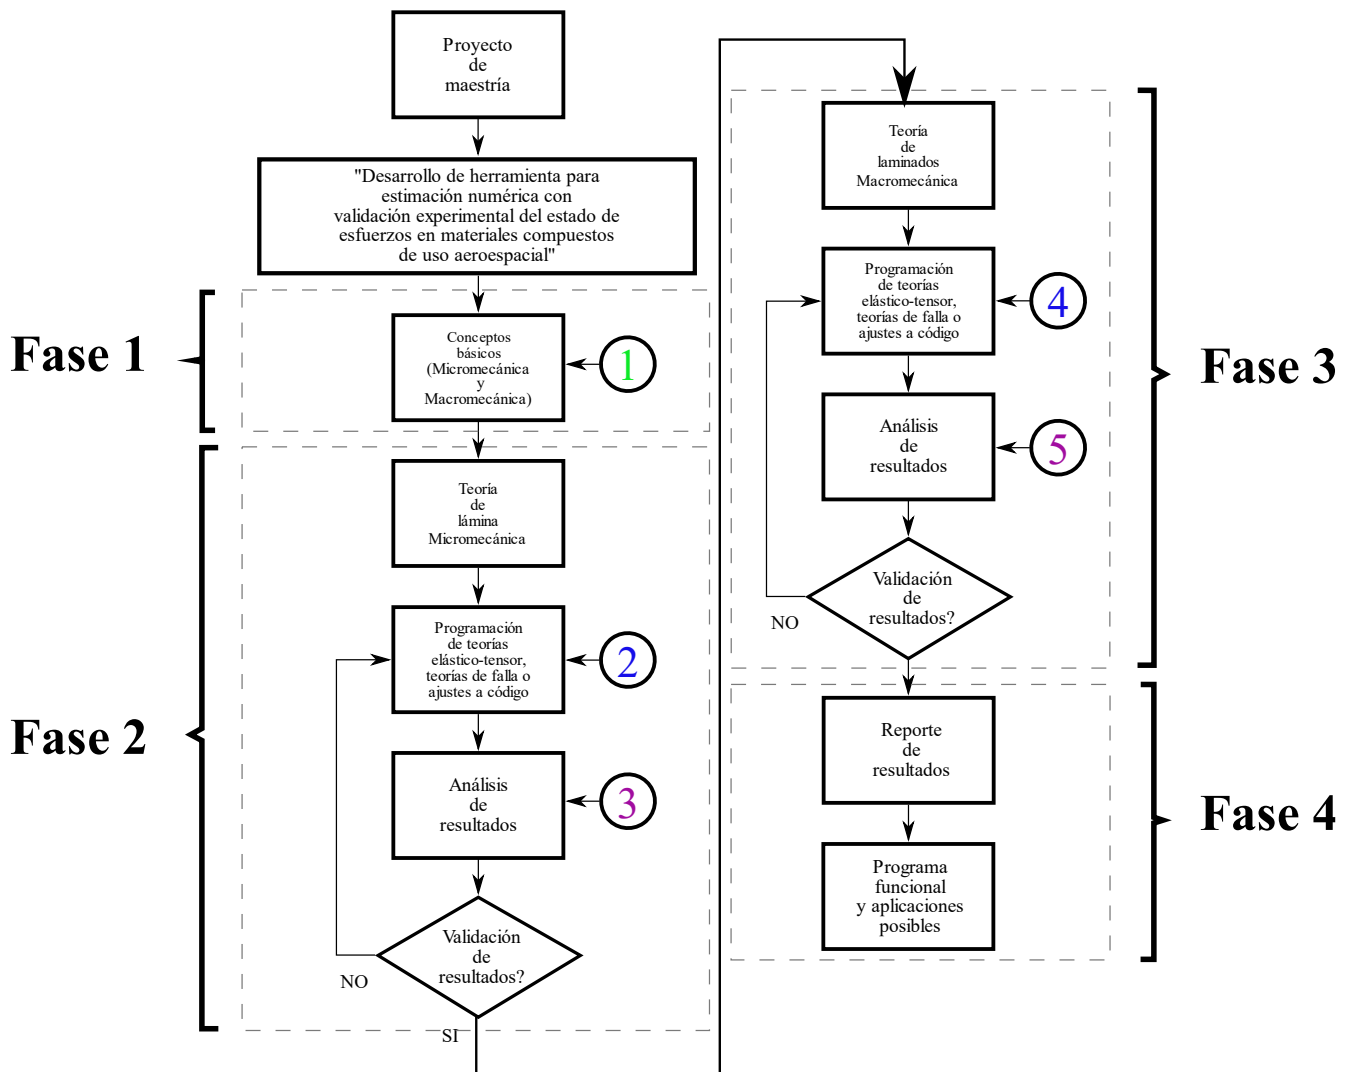 Proyecto
de
maestría
"Desarrollo de herramienta para
estimación numérica con
validación experimental del estado de
esfuerzos en materiales compuestos
de uso aeroespacial"
Fase 1
Conceptos
básicos
(Micromecánica
y
Macromecánica)
1
Fase 2
Teoría
de
lámina
Micromecánica
Programación
de teorías
elástico-tensor,
teorías de falla o
ajustes a código
2
Análisis
de
resultados
3
Validación
de
resultados?
NO
SI
Fase 3
Teoría
de
laminados
Macromecánica
Programación
de teorías
elástico-tensor,
teorías de falla o
ajustes a código
4
Análisis
de
resultados
5
Validación
de
resultados?
NO
Fase 4
Reporte
de
resultados
Programa
funcional
y aplicaciones
posibles